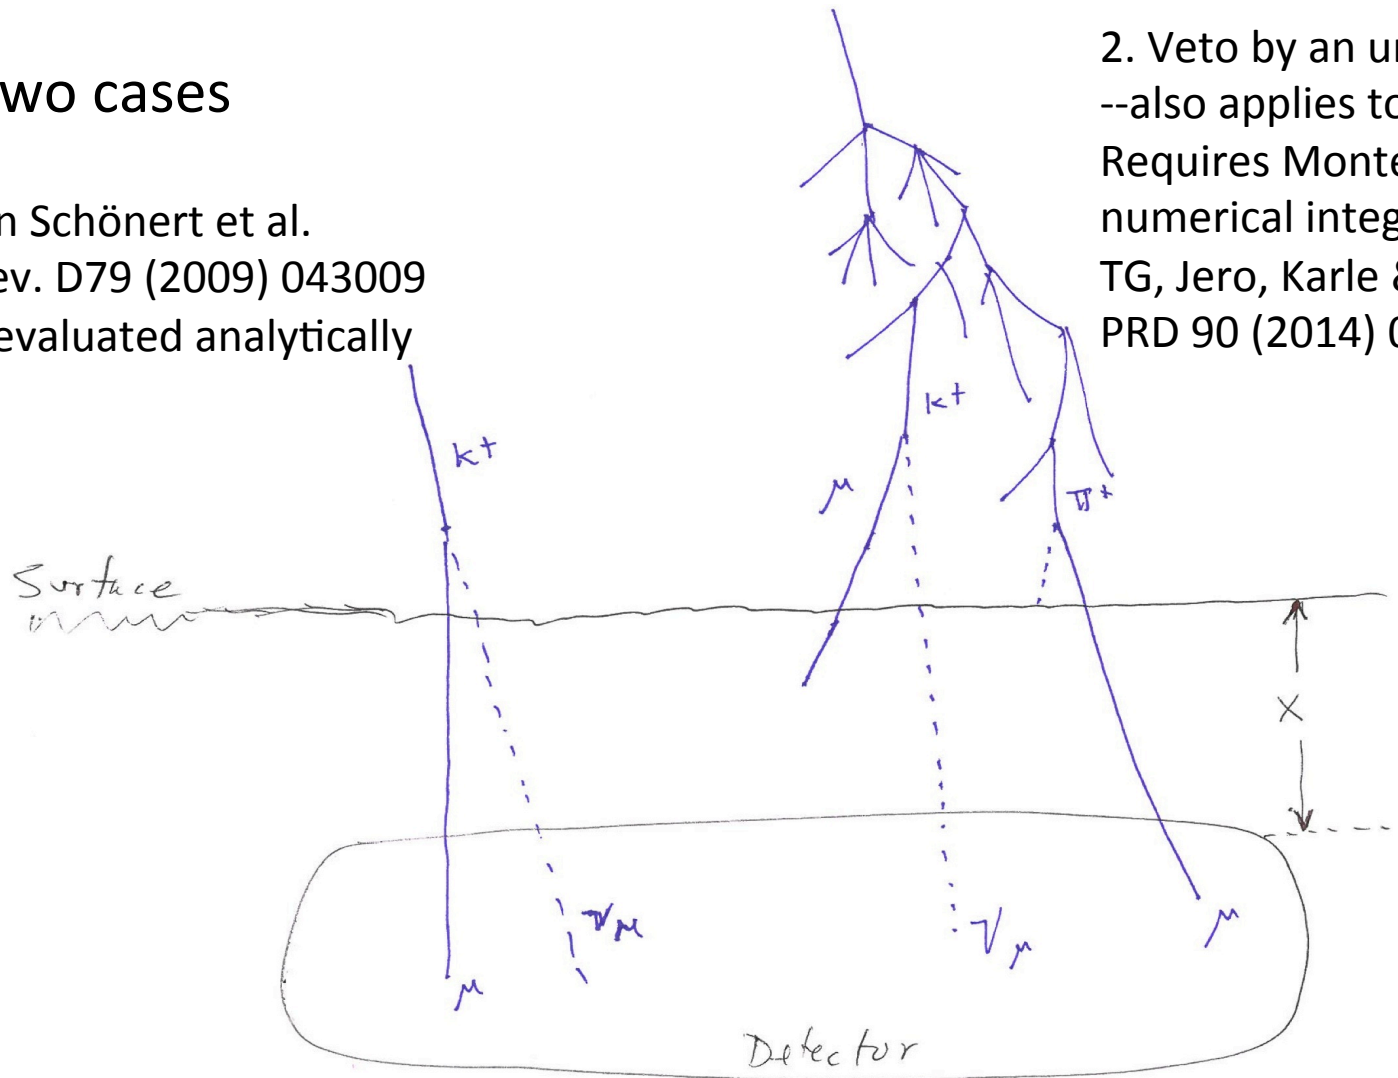 wo cases
n Schönert et al.
ev. D79 (2009) 043009
evaluated analytically
2. Veto by an
--also applies to
Requires Monte
numerical integ
TG, Jero, Karle &
PRD 90 (2014) 0
K+
K+
μ
π+
Surface
X
νμ
νμ
μ
μ
Detector